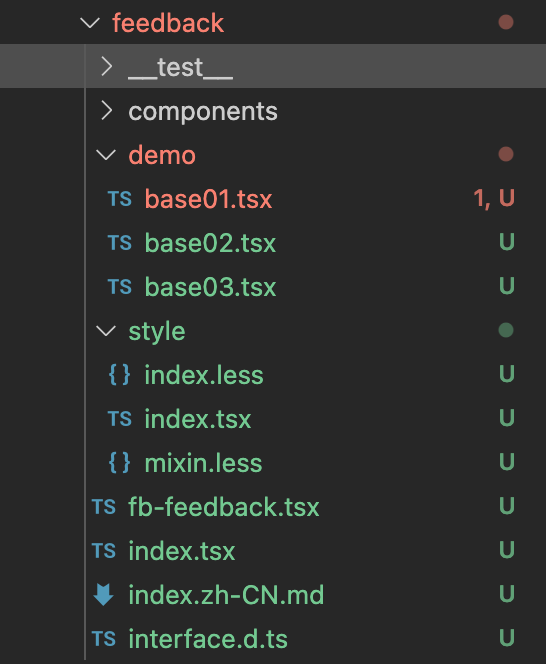 feedback
__test__
components
demo
TS base01.tsx 1, U
TS base02.tsx U
TS base03.tsx U
style
{} index.less U
TS index.tsx U
{} mixin.less U
TS fb-feedback.tsx U
TS index.tsx U
index.zh-CN.md U
TS interface.d.ts U